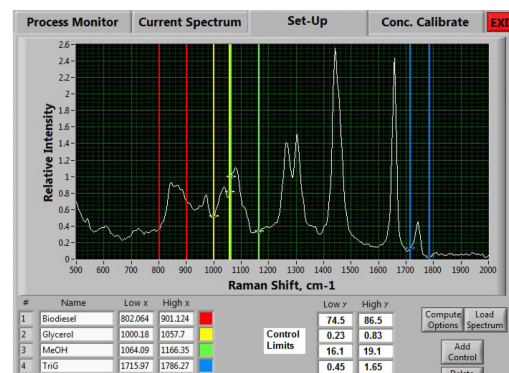 Process Monitor Current Spectrum Set-Up Conc. Calibrate EXI
Relative Intensity
2.6
2.4
2.2
2
1.8
1.6
1.4
1.2
1
0.8
0.6
0.4
0.2
0
500 600 700 800 900 1000 1100 1200 1300 1400 1500 1600 1700 1800 1900 2000
Raman Shift, cm-1
# Name Low x High x Low Y High Y
1 Biodiesel 802.064 901.124 74.5 86.5
2 Glycerol 1000.18 1057.7 0.23 0.83
3 MeOH 1064.09 1166.35 16.1 19.1
4 TriG 1715.97 1786.27 0.45 1.65
Control
Limits
Compute Load
Options Spectrum
Add
Control